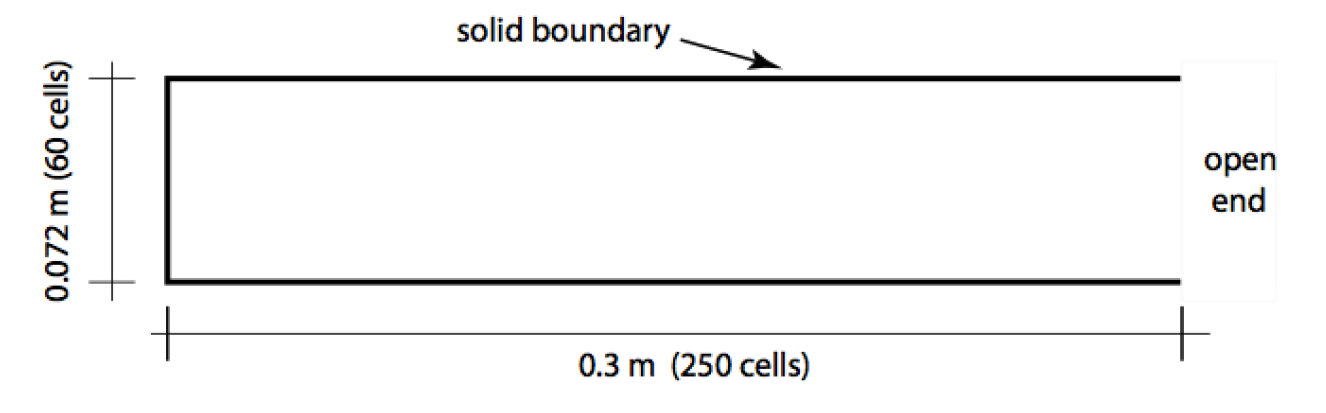 solid boundary
0.072 m (60 cells)
open
end
0.3 m (250 cells)